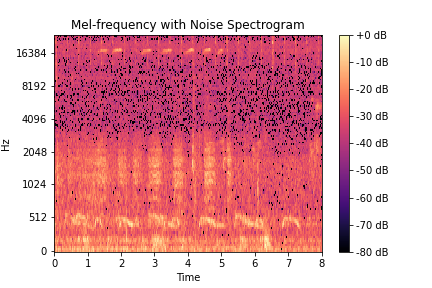 Mel-frequency with Noise Spectrogram
Hz
16384
8192
4096
2048
1024
512
0
0 1 2 3 4 5 6 7 8
Time
+0 dB
-10 dB
-20 dB
-30 dB
-40 dB
-50 dB
-60 dB
-70 dB
-80 dB